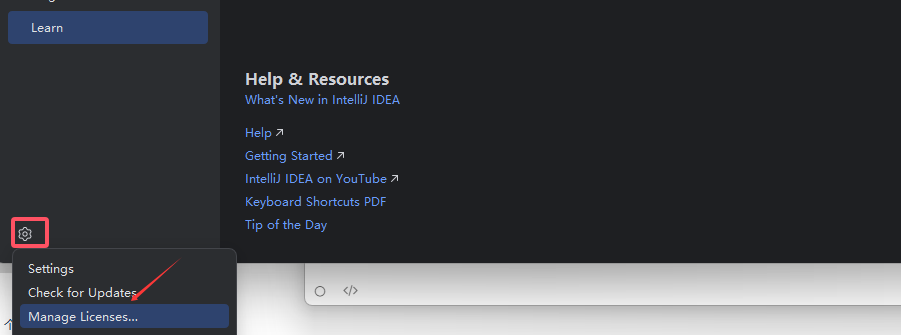 Learn
Help & Resources
What's New in IntelliJ IDEA
Help
Getting Started
IntelliJ IDEA on YouTube
Keyboard Shortcuts PDF
Tip of the Day
Settings
Check for Updates
Manage Licenses...